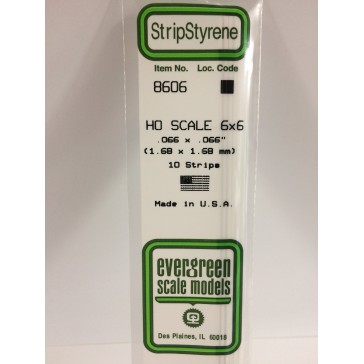 StripStyrene
Item No. Loc. Code
8606
HO SCALE 6x6
.066 x .066"
(1.68 x 1.68 mm)
10 Strips
Made in U.S.A.
evergreen
scale models
Des Plaines, IL 60018